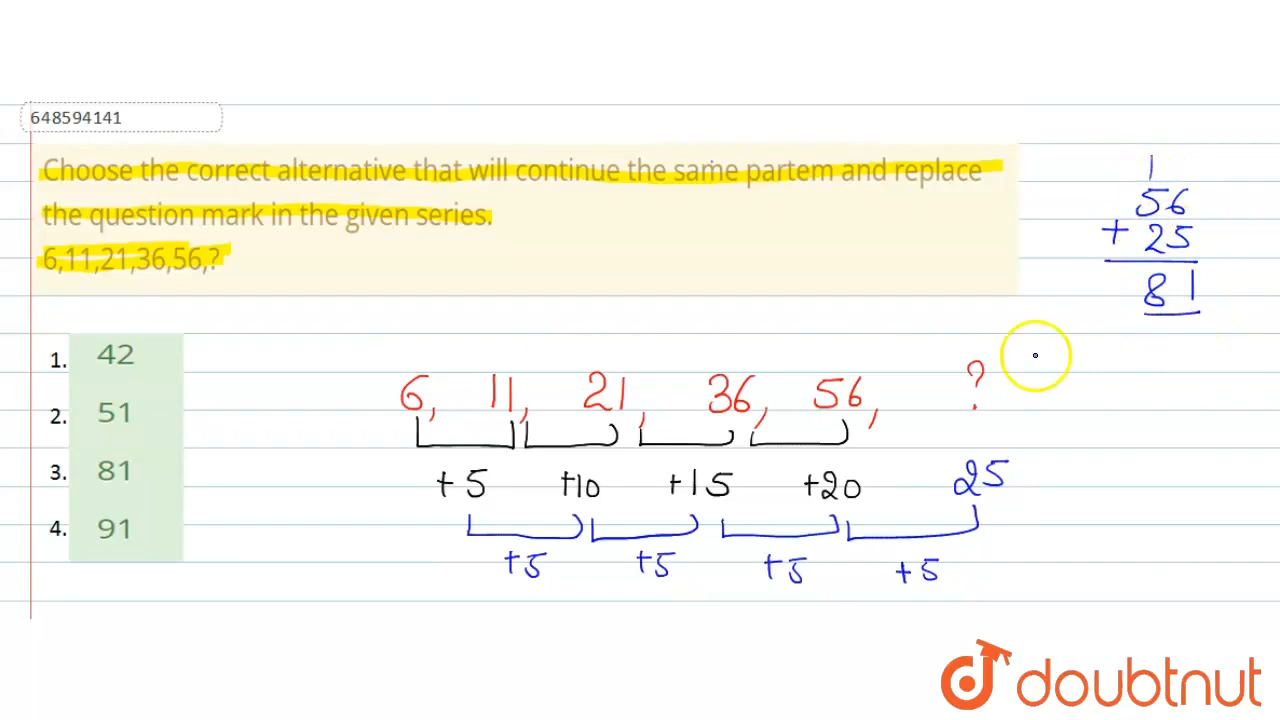 648594141
Choose the correct alternative that will continue the same partem and replace
the question mark in the given series.
6,11,21,36,56,?
1
56
+ 25
81
1. 42
2. 51
3. 81
4. 91
6, 11, 21, 36, 56, ?
+5 +10 +15 +20 25
+5 +5 +5 +5
doubtnut